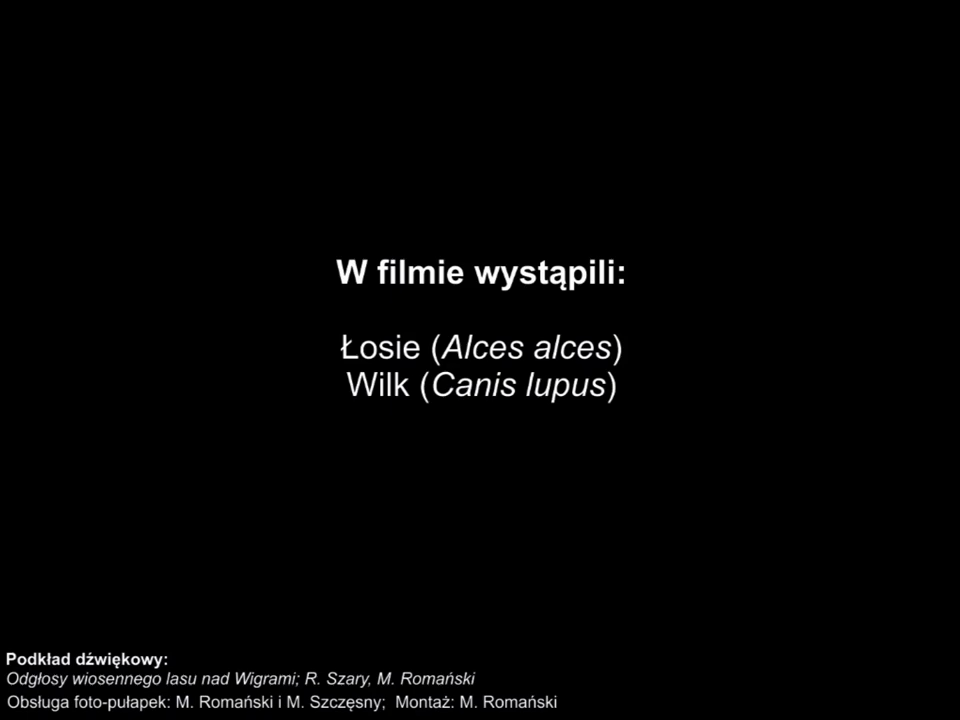 W filmie wystąpili:
Łosie (Alces alces)
Wilk (Canis lupus)
Podkład dźwiękowy:
Odgłosy wiosennego lasu nad Wigrami; R. Szary, M. Romański
Obsługa foto-pułapek: M. Romański i M. Szczęsny; Montaż: M. Romański